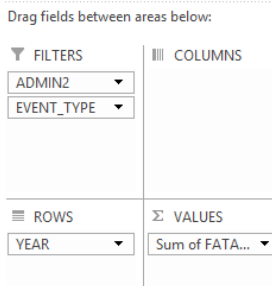 Drag fields between areas below:
FILTERS
COLUMNS
ADMIN2
EVENT_TYPE
ROWS
Σ VALUES
YEAR
Sum of FATA...